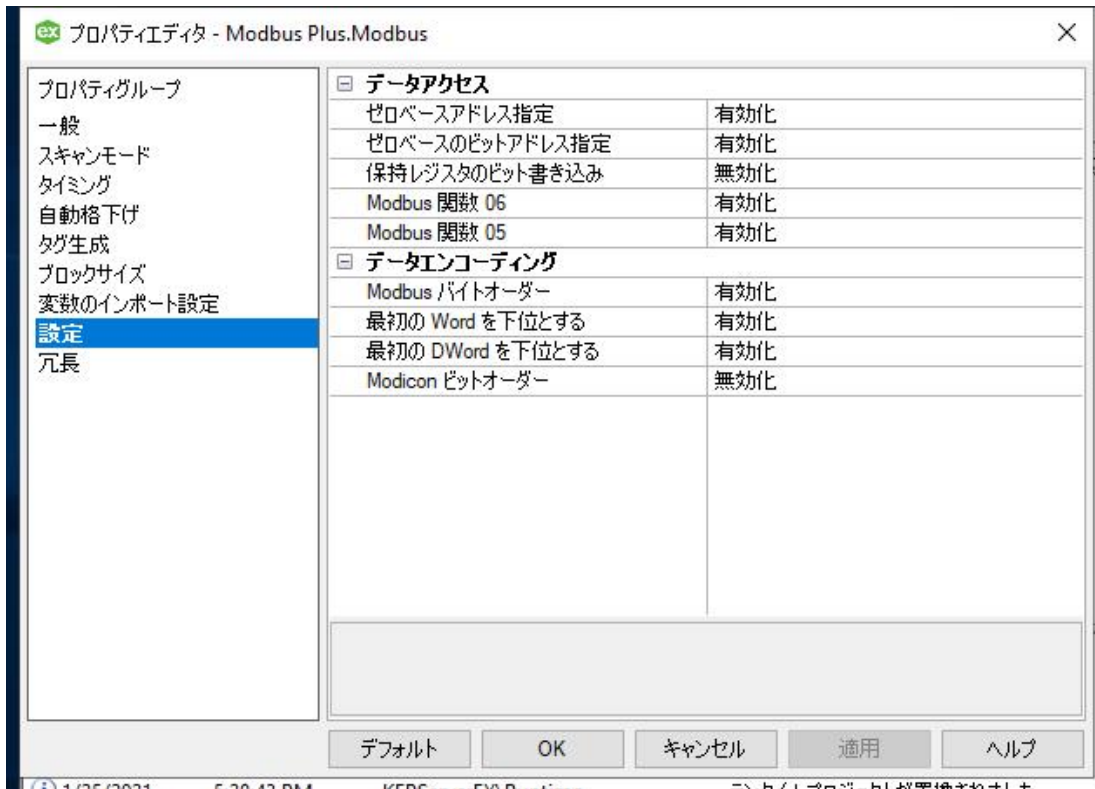 プロパティエディタ - Modbus Plus.Modbus
プロパティグループ
一般
スキャンモード
タイミング
自動格下げ
タグ生成
ブロックサイズ
変数のインポート設定
設定
冗長
データアクセス
ゼロベースアドレス指定 有効化
ゼロベースのビットアドレス指定 有効化
保持レジスタのビット書き込み 無効化
Modbus 関数 06 有効化
Modbus 関数 05 有効化
データエンコーディング
Modbus バイトオーダー 有効化
最初の Word を下位とする 有効化
最初の DWord を下位とする 有効化
Modicon ビットオーダー 無効化
デフォルト OK キャンセル 適用 ヘルプ